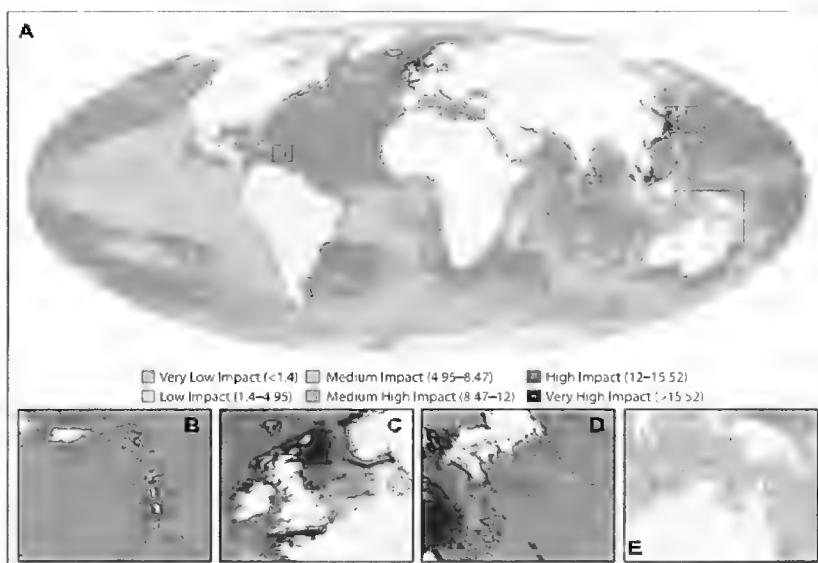 A
Very Low Impact (<1.4) Medium Impact (4.95–8.47) High Impact (12–15.52)
Low Impact (1.4–4.95) Medium High Impact (8.47–12) Very High Impact (>15.52)
B C D
E